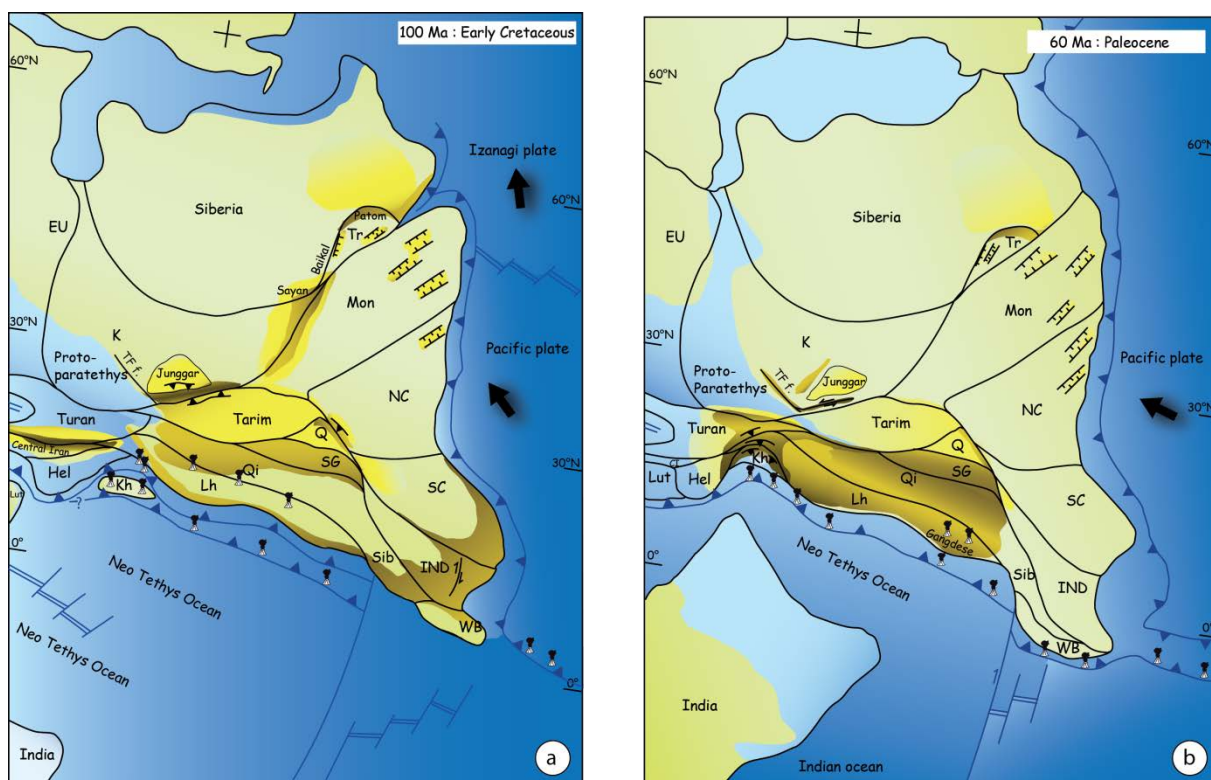 100 Ma : Early Cretaceous
60°N
Izanagi plate
60°N
Siberia
EU
Patom
Tr
Baikal
Sayan
Mon
30°N
K
Pacific plate
Proto-
paratethys
TF f.
Junggar
NC
Turan
Tarim
Central Iran
Q
SG
30°N
Hel
Qi
Lut
Kh
Lh
SC
-?-
0°
Sib
IND 1
Neo Tethys Ocean
WB
Neo Tethys Ocean
0°
India
a
60 Ma : Paleocene
60°N
60°N
EU
Siberia
Tr
Mon
30°N
K
Pacific plate
Proto-
Paratethys
TF f.
Junggar
30°N
NC
Turan
Tarim
Q
Kh
SG
Lut
Hel
Qi
Lh
SC
Gangdese
0°
Neo Tethys Ocean
Sib
IND
0°
WB
India
Indian ocean
b